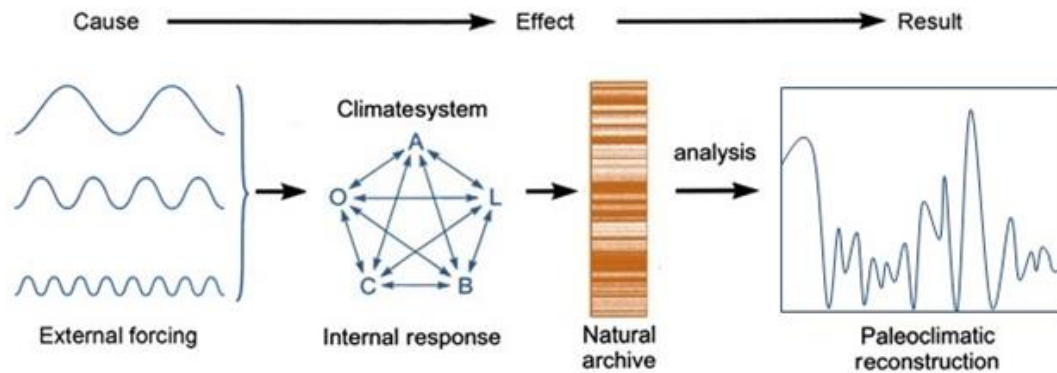 Cause
Effect
Result
Climatesystem
A
O
L
C
B
analysis
External forcing
Internal response
Natural
archive
Paleoclimatic
reconstruction